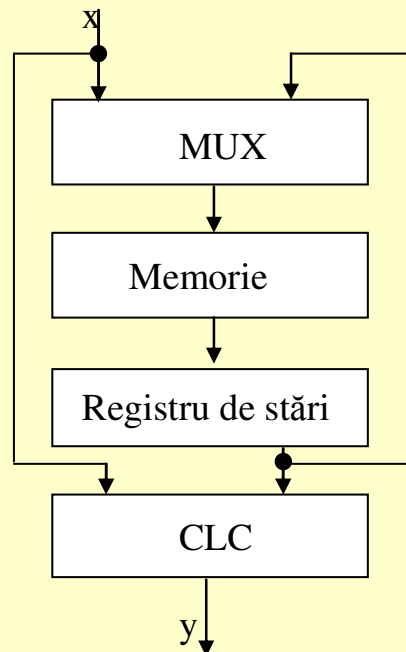 x
MUX
Memorie
Registru de stări
CLC
y